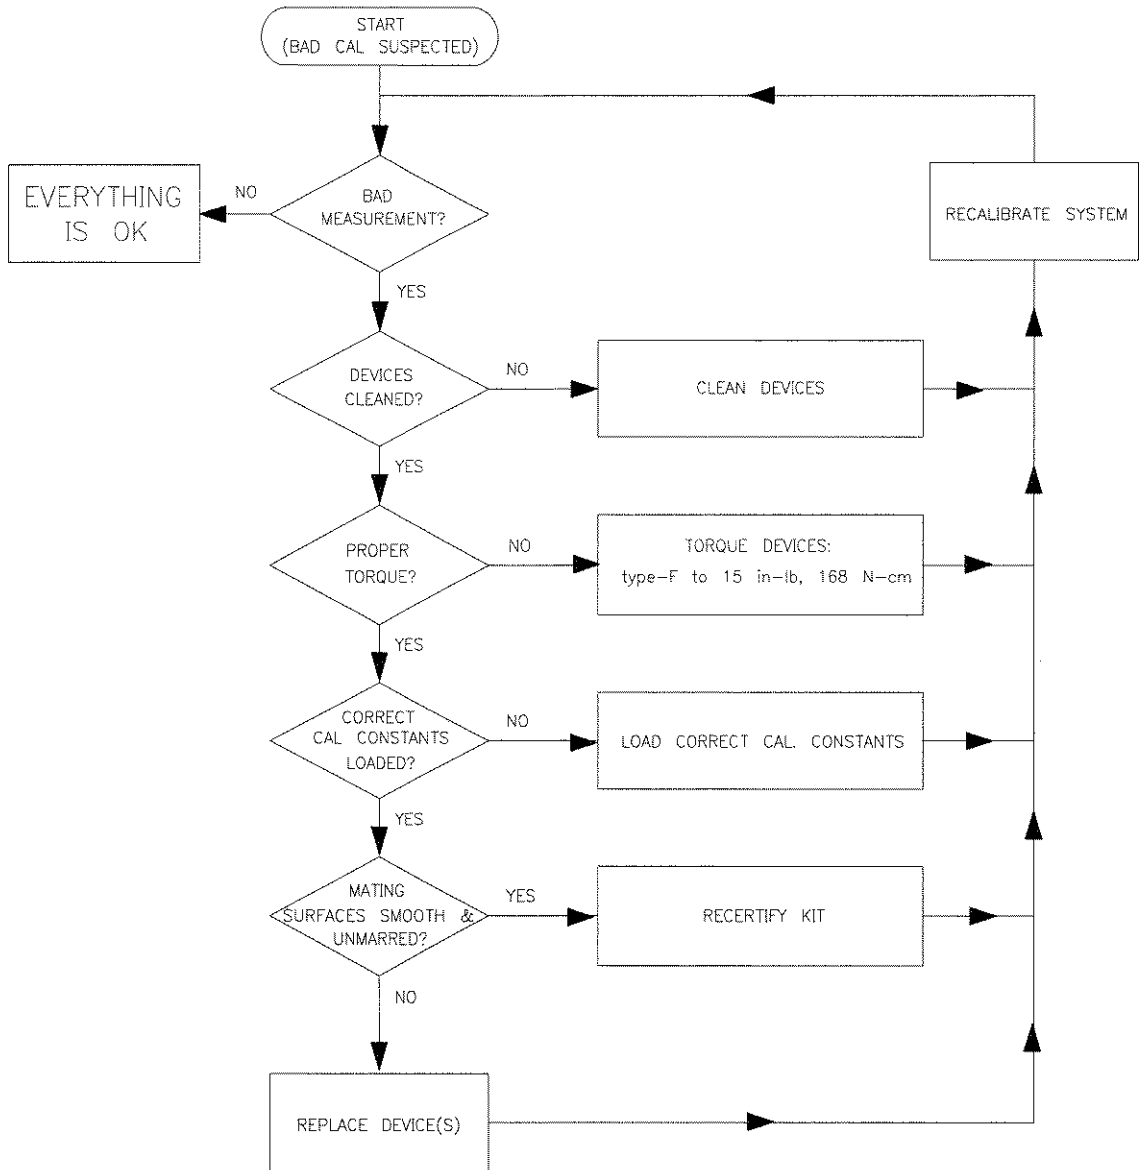 START
(BAD CAL SUSPECTED)
EVERYTHING
IS OK
NO
BAD
MEASUREMENT?
RECALIBRATE SYSTEM
YES
DEVICES
CLEANED?
NO
CLEAN DEVICES
YES
PROPER
TORQUE?
NO
TORQUE DEVICES:
type-F to 15 in-lb, 168 N-cm
YES
CORRECT
CAL CONSTANTS
LOADED?
NO
LOAD CORRECT CAL. CONSTANTS
YES
MATING
SURFACES SMOOTH &
UNMARRED?
YES
RECERTIFY KIT
NO
REPLACE DEVICE(S)